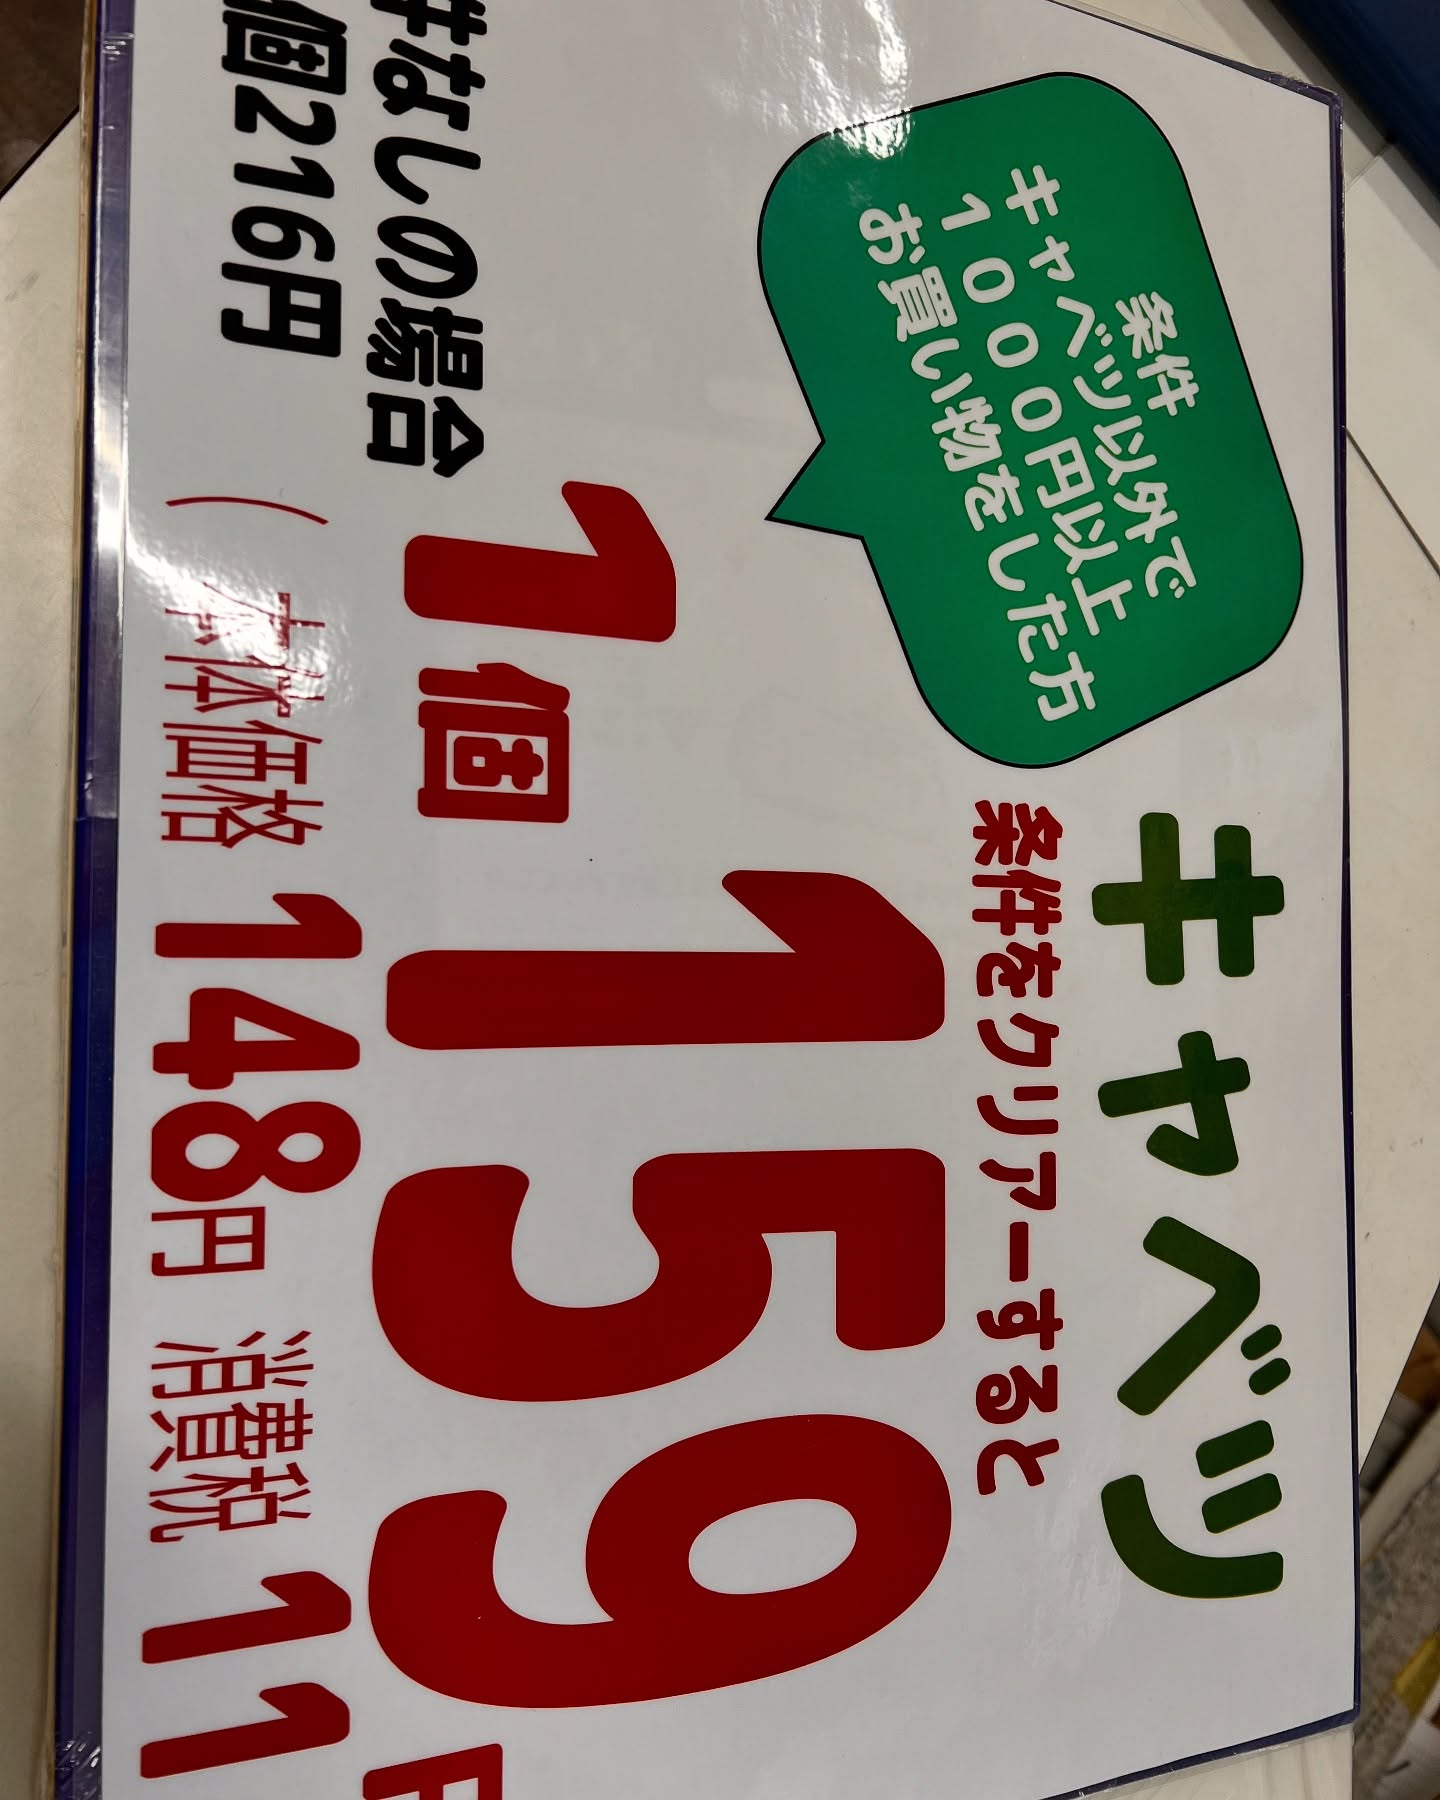 条件
キャベツ以外で
1000円以上
お買い物をした方
キャベツ
条件をクリアーすると
1個 159円
件なしの場合
個216円
( 本体価格 148円 消費税 11